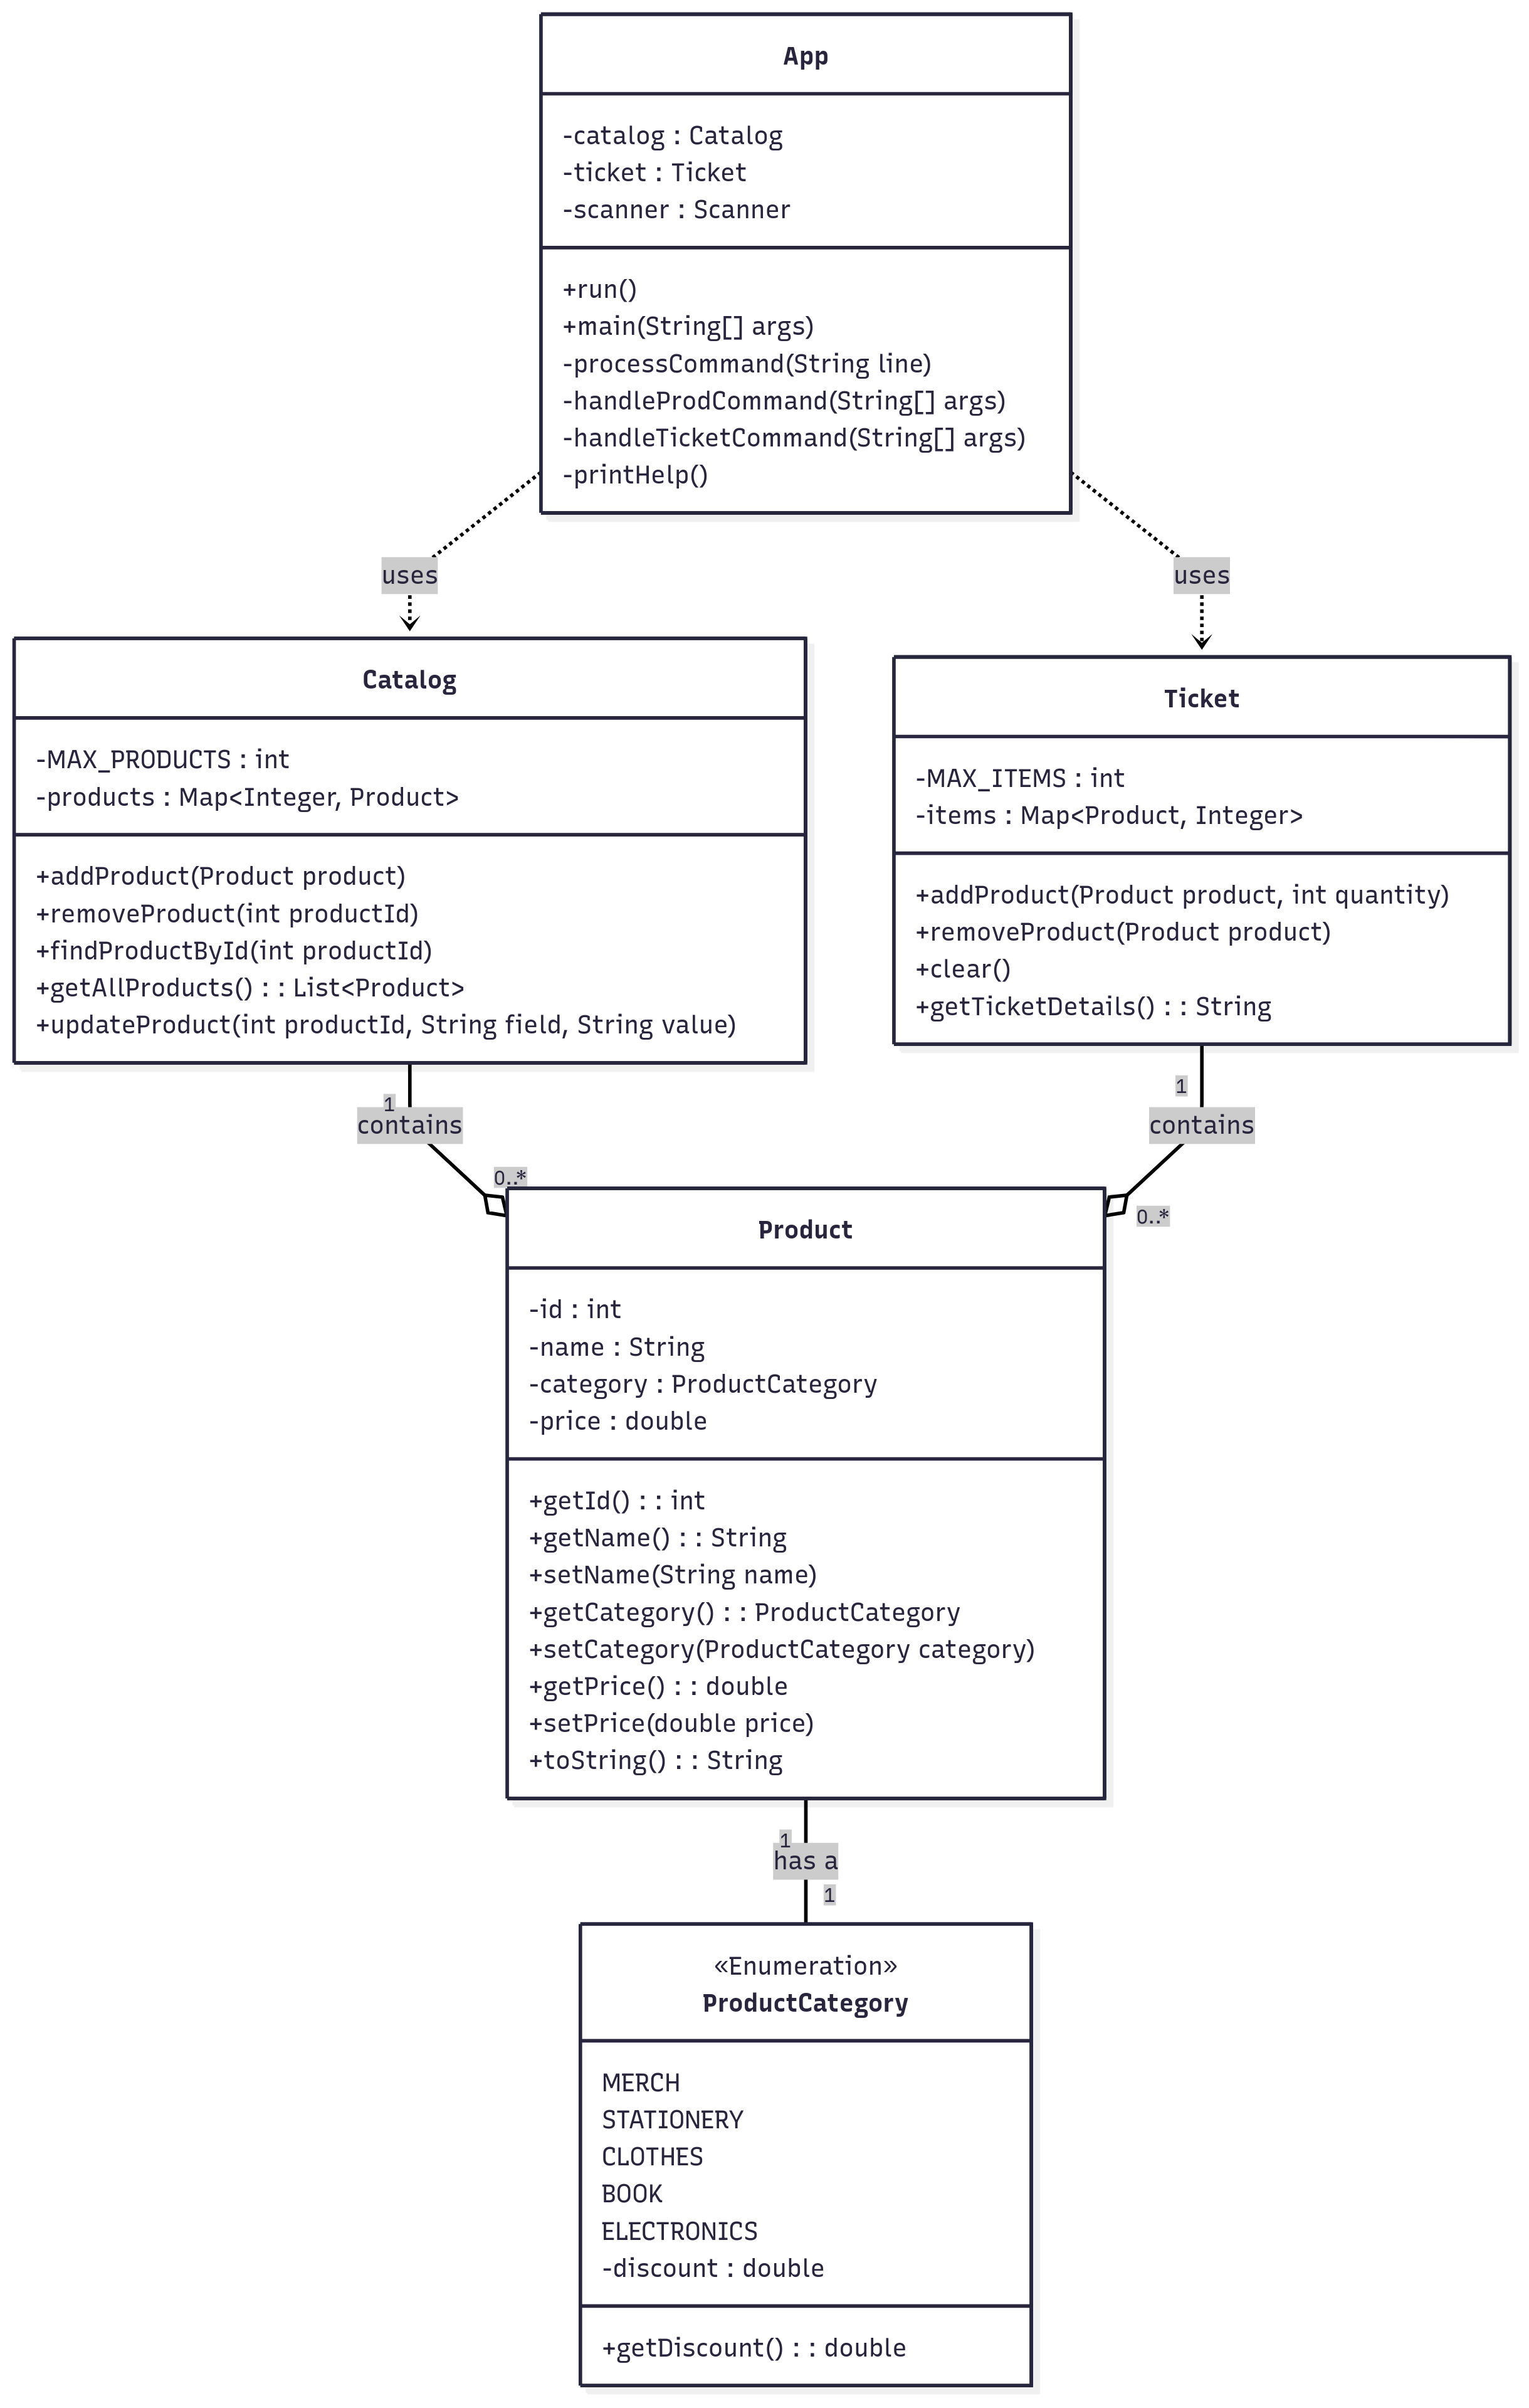 App
-catalog : Catalog
-ticket : Ticket
-scanner : Scanner
+run()
+main(String[] args)
-processCommand(String line)
-handleProdCommand(String[] args)
-handleTicketCommand(String[] args)
-printHelp()
uses
uses
Catalog
-MAX_PRODUCTS : int
-products : Map<Integer, Product>
+addProduct(Product product)
+removeProduct(int productId)
+findProductById(int productId)
+getAllProducts() : : List<Product>
+updateProduct(int productId, String field, String value)
Ticket
-MAX_ITEMS : int
-items : Map<Product, Integer>
+addProduct(Product product, int quantity)
+removeProduct(Product product)
+clear()
+getTicketDetails() : : String
1
contains
0..*
1
contains
0..*
Product
-id : int
-name : String
-category : ProductCategory
-price : double
+getId() : : int
+getName() : : String
+setName(String name)
+getCategory() : : ProductCategory
+setCategory(ProductCategory category)
+getPrice() : : double
+setPrice(double price)
+toString() : : String
1
has a
1
«Enumeration»
ProductCategory
MERCH
STATIONERY
CLOTHES
BOOK
ELECTRONICS
-discount : double
+getDiscount() : : double